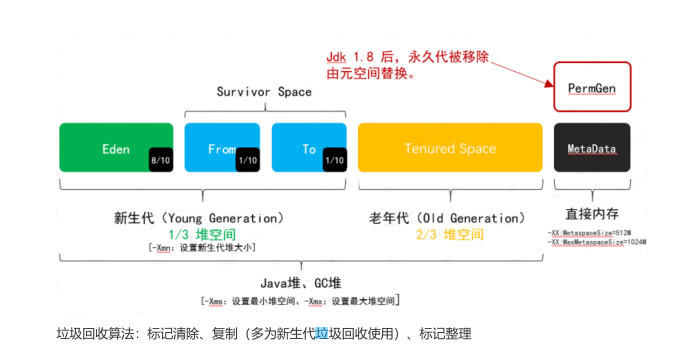 Jdk 1.8 后，永久代被移除
由元空间替换。
PermGen
Survivor Space
Eden
8/10
From
1/10
To
1/10
Tenured Space
MetaData
新生代（Young Generation）
1/3 堆空间
[-Xmn：设置新生代堆大小]
老年代（Old Generation）
2/3 堆空间
直接内存
-XX:MetaspaceSize=512M
-XX:MaxMetaspaceSize=1024M
Java堆、GC堆
[-Xms：设置最小堆空间、-Xmx：设置最大堆空间]
垃圾回收算法：标记清除、复制（多为新生代垃圾回收使用）、标记整理